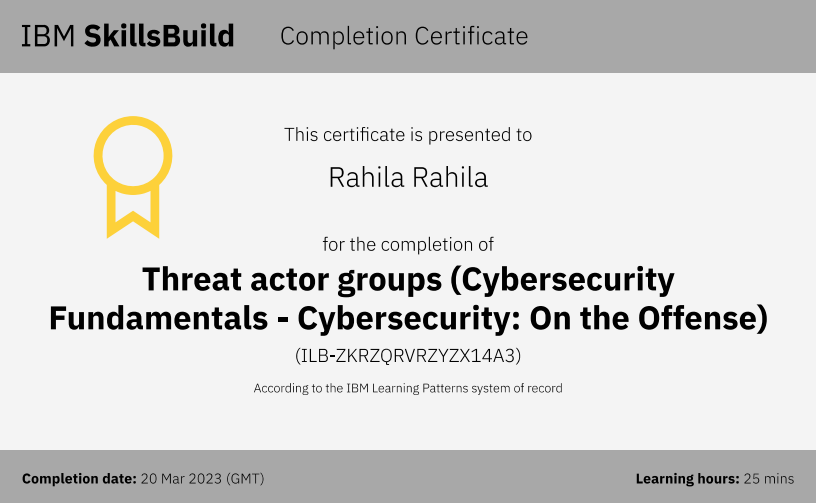 IBM SkillsBuild Completion Certificate
This certificate is presented to
Rahila Rahila
for the completion of
Threat actor groups (Cybersecurity
Fundamentals - Cybersecurity: On the Offense)
(ILB-ZKRZQRVRZYZX14A3)
According to the IBM Learning Patterns system of record
Completion date: 20 Mar 2023 (GMT) Learning hours: 25 mins